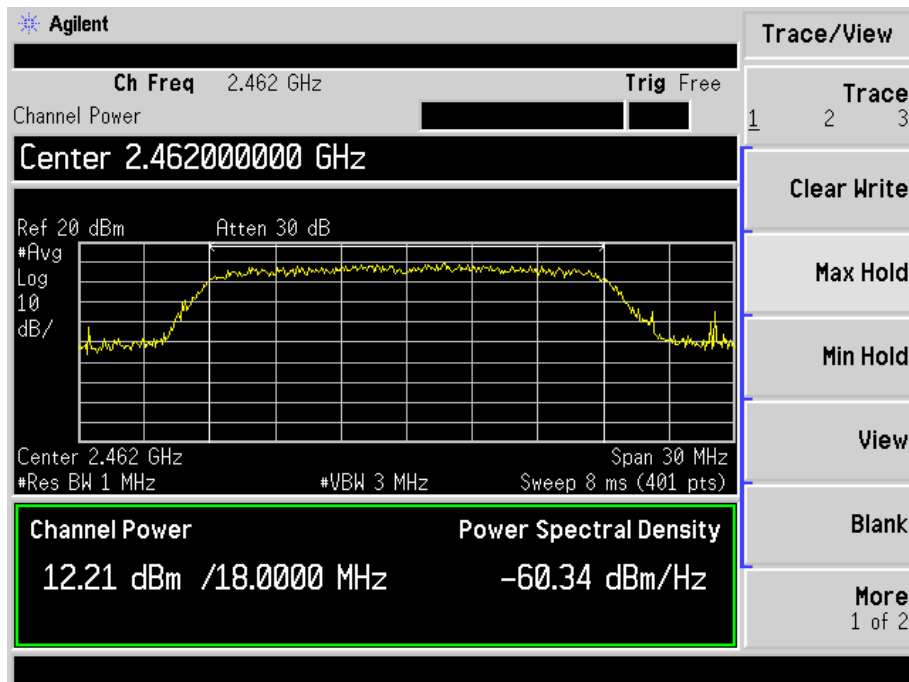 Agilent
Trace/View
Ch Freq 2.462 GHz Trig Free
Channel Power
Trace
1 2 3
Center 2.462000000 GHz
Clear Write
Ref 20 dBm Atten 30 dB
#Avg
Log
10
dB/
Max Hold
Min Hold
View
Center 2.462 GHz Span 30 MHz
#Res BW 1 MHz #VBW 3 MHz Sweep 8 ms (401 pts)
Blank
Channel Power Power Spectral Density
12.21 dBm /18.0000 MHz -60.34 dBm/Hz
More
1 of 2